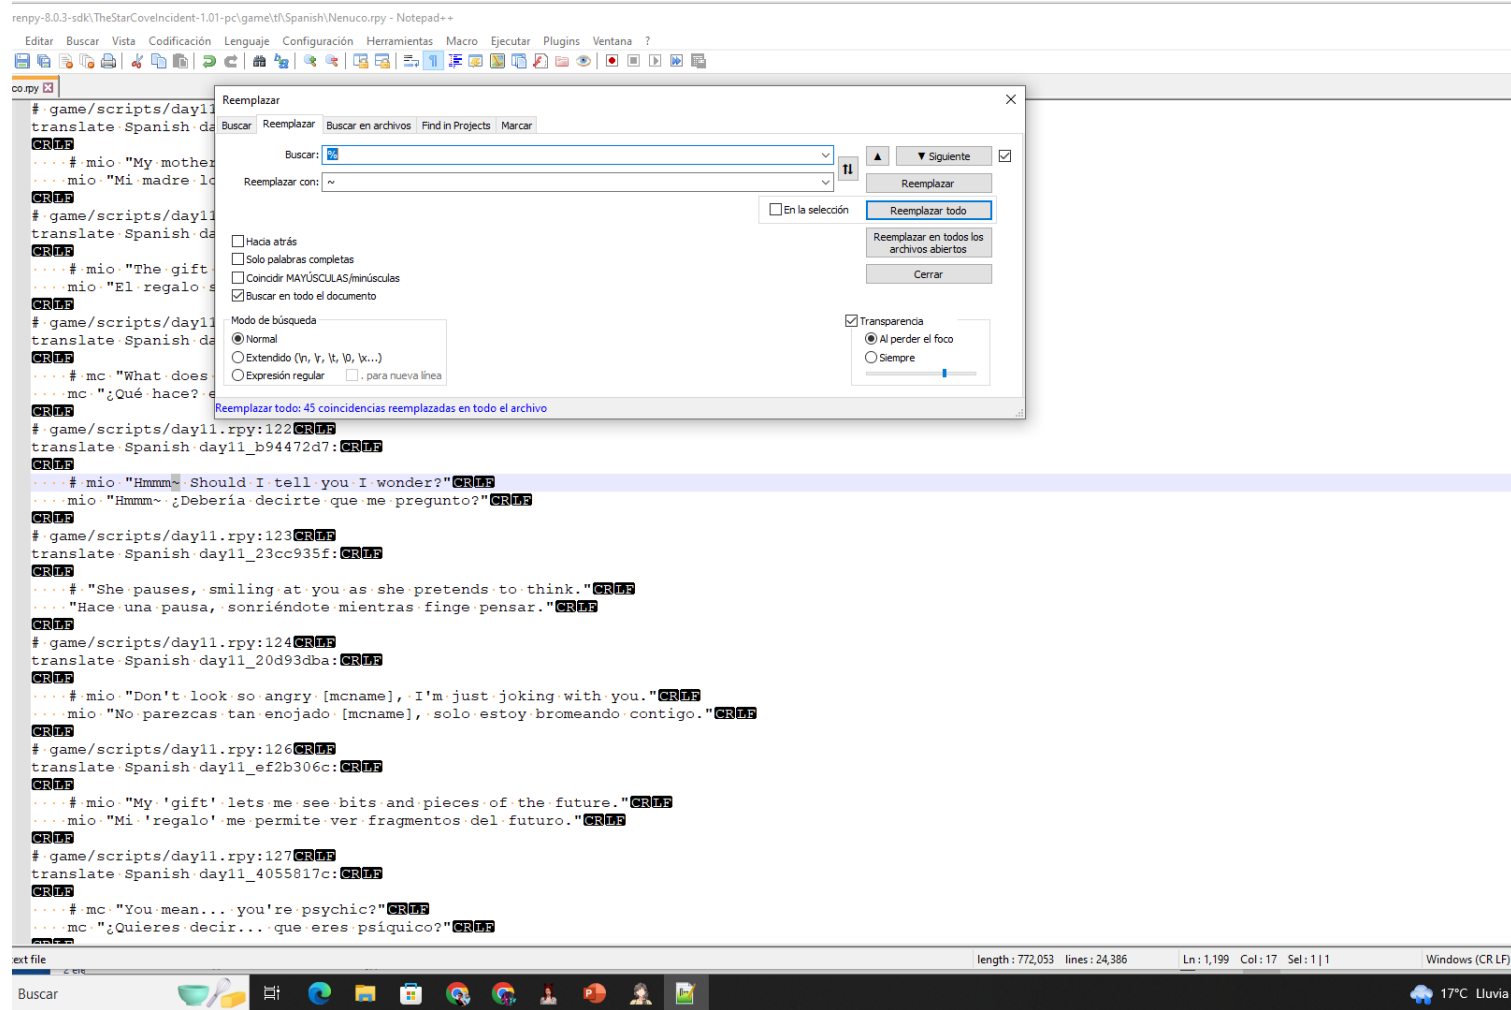 renpy-8.0.3-sdk\TheStarCoveIncident-1.01-pc\game\tl\Spanish\Nenuco.rpy - Notepad++
Editar Buscar Vista Codificación Lenguaje Configuración Herramientas Macro Ejecutar Plugins Ventana ?
co.rpy
Reemplazar
Buscar Reemplazar Buscar en archivos Find in Projects Marcar
Buscar: %
▲ ▼ Siguiente
Reemplazar con: ~
Reemplazar
En la selección Reemplazar todo
Reemplazar en todos los
archivos abiertos
Cerrar
Hacia atrás
Solo palabras completas
Coincidir MAYÚSCULAS/minúsculas
Buscar en todo el documento
Modo de búsqueda
Normal
Extendido (\n, \r, \t, \0, \x...)
Expresión regular . para nueva línea
Transparencia
Al perder el foco
Siempre
Reemplazar todo: 45 coincidencias reemplazadas en todo el archivo
# game/scripts/day11
translate Spanish da
CRLF
# mio "My mother
mio "Mi madre lo
CRLF
# game/scripts/day11
translate Spanish da
CRLF
# mio "The gift
mio "El regalo s
CRLF
# game/scripts/day11
translate Spanish da
CRLF
# mc "What does
mc "¿Qué hace? e
CRLF
# game/scripts/day11.rpy:122CRLF
translate Spanish day11_b94472d7:CRLF
CRLF
# mio "Hmmm~ Should I tell you I wonder?"CRLF
mio "Hmmm~ ¿Debería decirte que me pregunto?"CRLF
CRLF
# game/scripts/day11.rpy:123CRLF
translate Spanish day11_23cc935f:CRLF
CRLF
# "She pauses, smiling at you as she pretends to think."CRLF
"Hace una pausa, sonriéndote mientras finge pensar."CRLF
CRLF
# game/scripts/day11.rpy:124CRLF
translate Spanish day11_20d93dba:CRLF
CRLF
# mio "Don't look so angry [mcname], I'm just joking with you."CRLF
mio "No parezcas tan enojado [mcname], solo estoy bromeando contigo."CRLF
CRLF
# game/scripts/day11.rpy:126CRLF
translate Spanish day11_ef2b306c:CRLF
CRLF
# mio "My 'gift' lets me see bits and pieces of the future."CRLF
mio "Mi 'regalo' me permite ver fragmentos del futuro."CRLF
CRLF
# game/scripts/day11.rpy:127CRLF
translate Spanish day11_4055817c:CRLF
CRLF
# mc "You mean... you're psychic?"CRLF
mc "¿Quieres decir... que eres psíquico?"CRLF
ext file length : 772,053 lines : 24,386 Ln : 1,199 Col : 17 Sel : 1 | 1 Windows (CR LF)
Buscar 17°C Lluvia